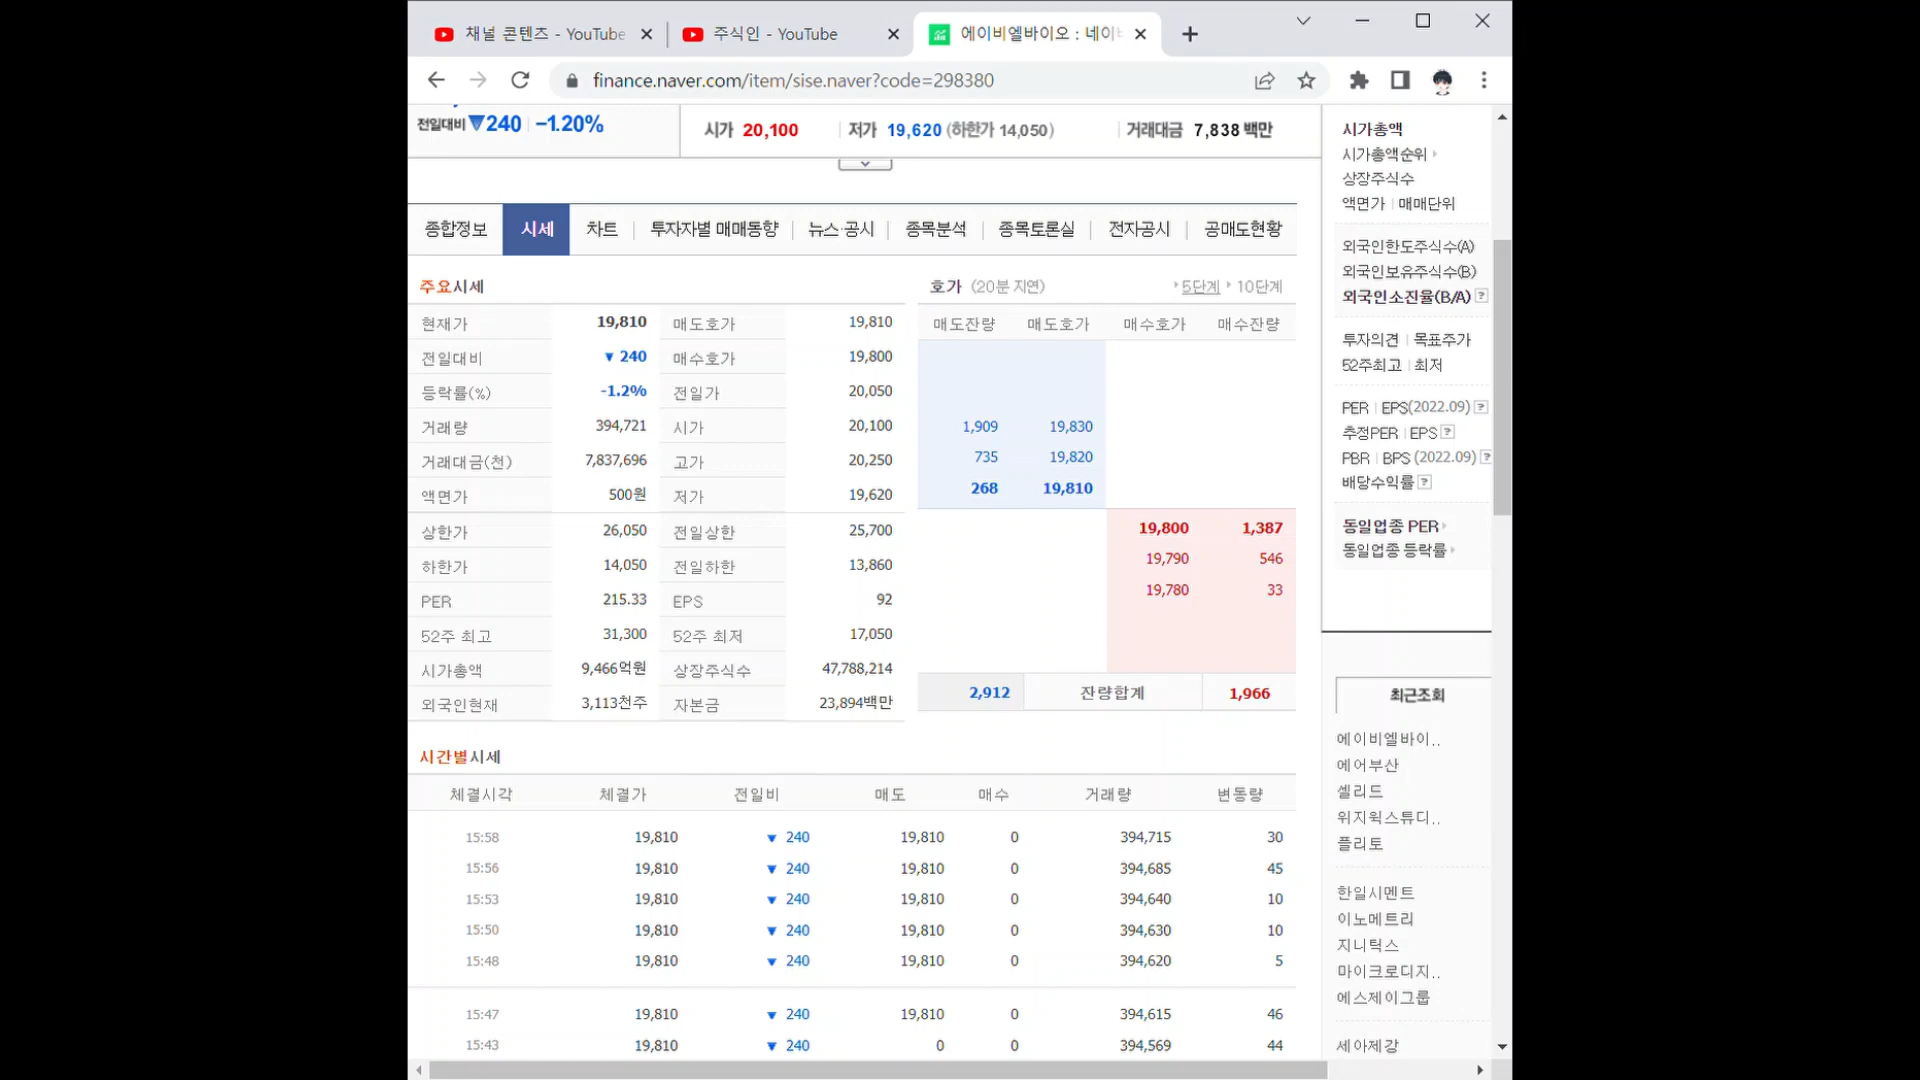 채널 콘텐츠 - YouTube
주식인 - YouTube
에이비엘바이오 : 네이버
finance.naver.com/item/sise.naver?code=298380
전일대비 ▼240 -1.20%
시가 20,100 저가 19,620 (하한가 14,050) 거래대금 7,838 백만
종합정보 시세 차트 투자자별 매매동향 뉴스·공시 종목분석 종목토론실 전자공시 공매도현황
주요시세
현재가 19,810 매도호가 19,810
전일대비 ▼ 240 매수호가 19,800
등락률(%) -1.2% 전일가 20,050
거래량 394,721 시가 20,100
거래대금(천) 7,837,696 고가 20,250
액면가 500원 저가 19,620
상한가 26,050 전일상한 25,700
하한가 14,050 전일하한 13,860
PER 215.33 EPS 92
52주 최고 31,300 52주 최저 17,050
시가총액 9,466억원 상장주식수 47,788,214
외국인현재 3,113천주 자본금 23,894백만
호가 (20분 지연) 5단계 10단계
매도잔량 매도호가 매수호가 매수잔량
1,909 19,830
735 19,820
268 19,810
19,800 1,387
19,790 546
19,780 33
2,912 잔량합계 1,966
시간별시세
체결시각 체결가 전일비 매도 매수 거래량 변동량
15:58 19,810 ▼ 240 19,810 0 394,715 30
15:56 19,810 ▼ 240 19,810 0 394,685 45
15:53 19,810 ▼ 240 19,810 0 394,640 10
15:50 19,810 ▼ 240 19,810 0 394,630 10
15:48 19,810 ▼ 240 19,810 0 394,620 5
15:47 19,810 ▼ 240 19,810 0 394,615 46
15:43 19,810 ▼ 240 0 0 394,569 44
시가총액
시가총액순위
상장주식수
액면가 | 매매단위
외국인한도주식수(A)
외국인보유주식수(B)
외국인소진율(B/A) ?
투자의견 | 목표주가
52주최고 | 최저
PER | EPS(2022.09) ?
추정PER | EPS ?
PBR | BPS (2022.09) ?
배당수익률 ?
동일업종 PER
동일업종 등락률
최근조회
에이비엘바이..
에어부산
셀리드
위지윅스튜디..
플리토
한일시멘트
이노메트리
지니틱스
마이크로디지..
에스제이그룹
세아제강